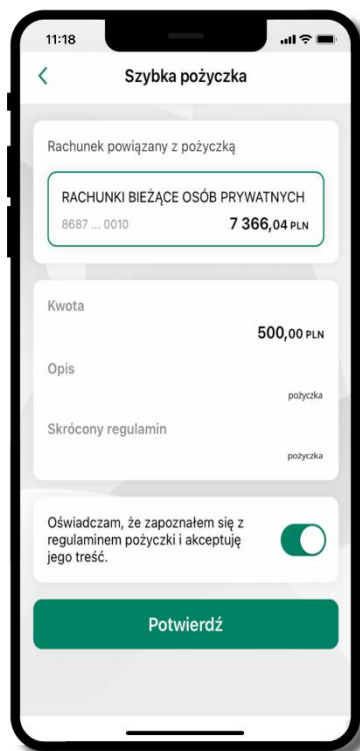 11:18
Szybka pożyczka
Rachunek powiązany z pożyczką
RACHUNKI BIEŻĄCE OSÓB PRYWATNYCH
8687 ... 0010 7 366,04 PLN
Kwota
500,00 PLN
Opis
pożyczka
Skrócony regulamin
pożyczka
Oświadczam, że zapoznałem się z
regulaminem pożyczki i akceptuję
jego treść.
Potwierdź